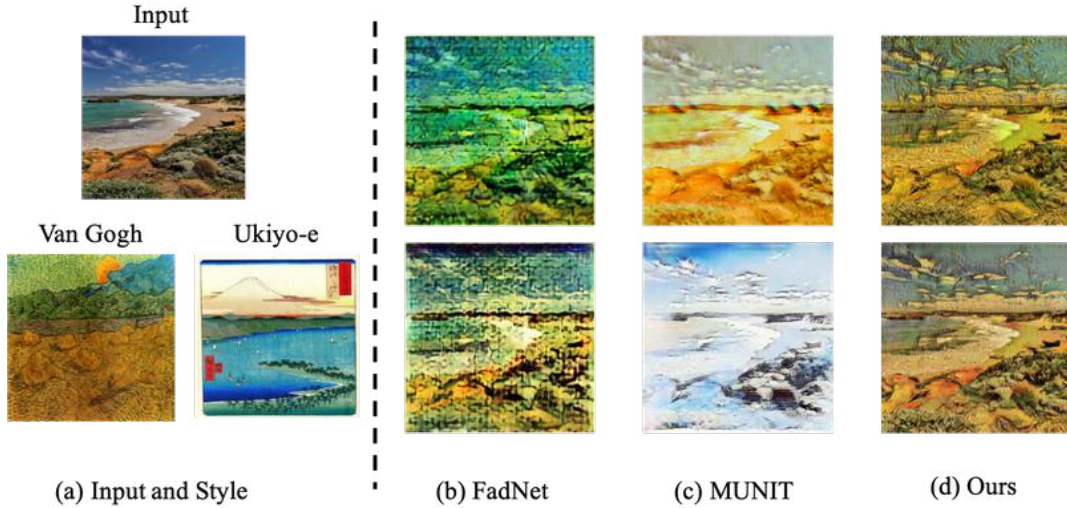 Input
Van Gogh
Ukiyo-e
(a) Input and Style
(b) FadNet
(c) MUNIT
(d) Ours